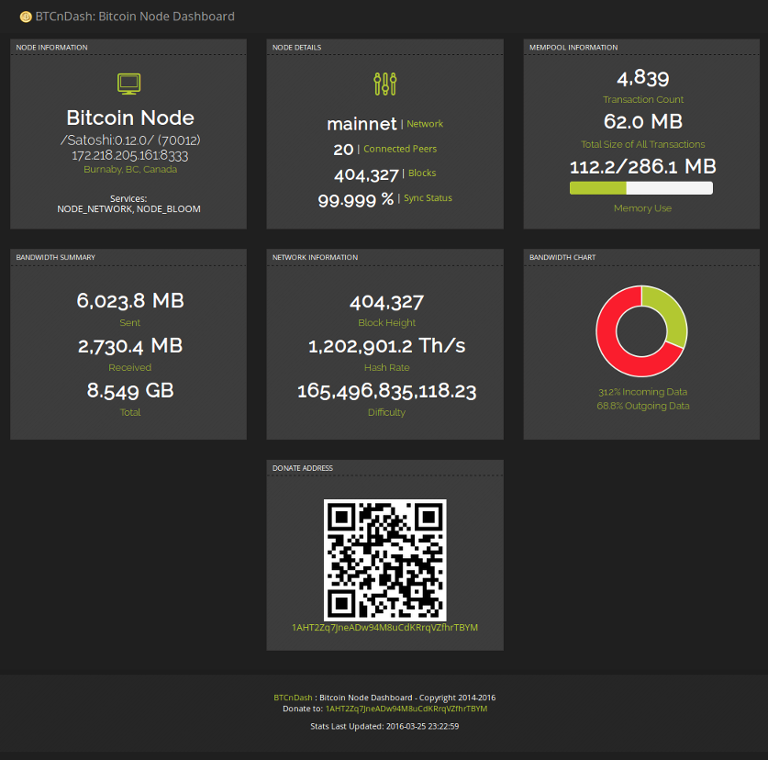 BTCnDash: Bitcoin Node Dashboard
NODE INFORMATION
Bitcoin Node
/Satoshi:0.12.0/ (70012)
172.218.205.161:8333
Burnaby, BC, Canada
Services:
NODE_NETWORK, NODE_BLOOM
NODE DETAILS
mainnet | Network
20 | Connected Peers
404,327 | Blocks
99.999 % | Sync Status
MEMPOOL INFORMATION
4,839
Transaction Count
62.0 MB
Total Size of All Transactions
112.2/286.1 MB
Memory Use
BANDWIDTH SUMMARY
6,023.8 MB
Sent
2,730.4 MB
Received
8.549 GB
Total
NETWORK INFORMATION
404,327
Block Height
1,202,901.2 Th/s
Hash Rate
165,496,835,118.23
Difficulty
BANDWIDTH CHART
31.2% Incoming Data
68.8% Outgoing Data
DONATE ADDRESS
1AHT2Zq7JneADw94M8uCdKRrqVZfhrTBYM
BTCnDash : Bitcoin Node Dashboard - Copyright 2014-2016
Donate to: 1AHT2Zq7JneADw94M8uCdKRrqVZfhrTBYM
Stats Last Updated: 2016-03-25 23:22:59